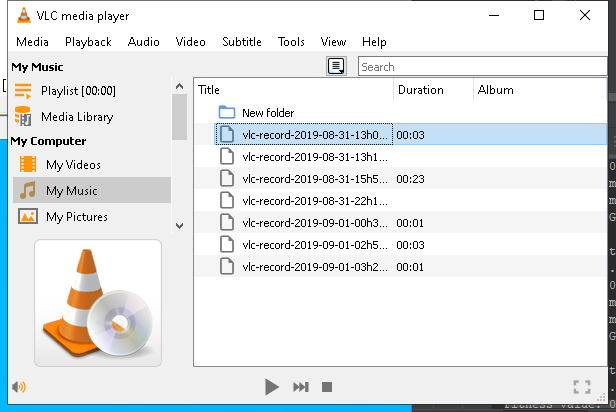 VLC media player
Media Playback Audio Video Subtitle Tools View Help
My Music
Search
Playlist [00:00]
Title Duration Album
Media Library
New folder
My Computer
vlc-record-2019-08-31-13h0... 00:03
My Videos
vlc-record-2019-08-31-13h1...
My Music
vlc-record-2019-08-31-15h5... 00:23
My Pictures
vlc-record-2019-08-31-22h1...
vlc-record-2019-09-01-00h3... 00:01
vlc-record-2019-09-01-02h5... 00:03
vlc-record-2019-09-01-03h2... 00:01